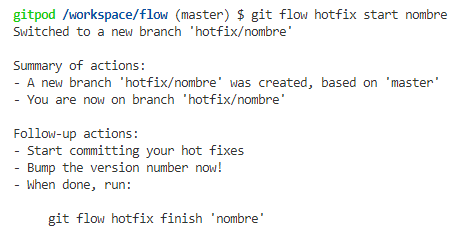 gitpod /workspace/flow (master) $ git flow hotfix start nombre
Switched to a new branch 'hotfix/nombre'
Summary of actions:
- A new branch 'hotfix/nombre' was created, based on 'master'
- You are now on branch 'hotfix/nombre'
Follow-up actions:
- Start committing your hot fixes
- Bump the version number now!
- When done, run:
git flow hotfix finish 'nombre'